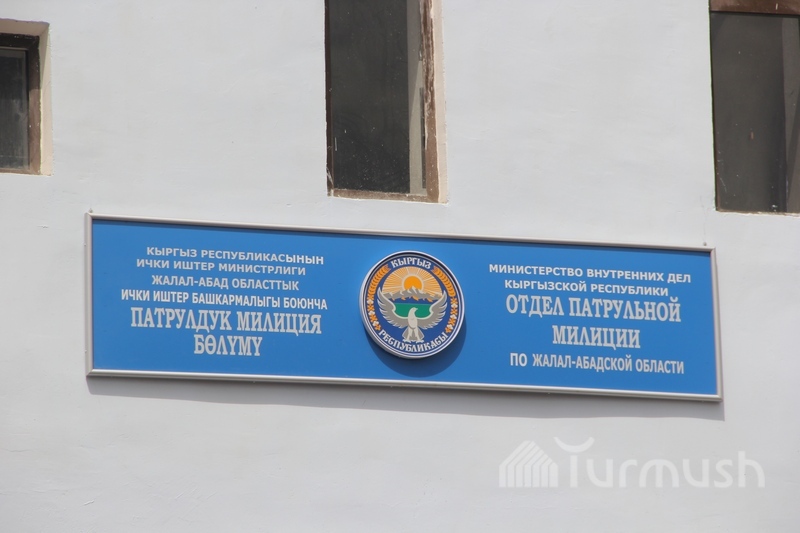 КЫРГЫЗ РЕСПУБЛИКАСЫНЫН
ИЧКИ ИШТЕР МИНИСТРЛИГИ
ЖАЛАЛ-АБАД ОБЛАСТТЫК
ИЧКИ ИШТЕР БАШКАРМАЛЫГЫ БОЮНЧА
ПАТРУЛДУК МИЛИЦИЯ
БӨЛҮМҮ
КЫРГЫЗ
РЕСПУБЛИКАСЫ
МИНИСТЕРСТВО ВНУТРЕННИХ ДЕЛ
КЫРГЫЗСКОЙ РЕСПУБЛИКИ
ОТДЕЛ ПАТРУЛЬНОЙ
МИЛИЦИИ
ПО ЖАЛАЛ-АБАДСКОЙ ОБЛАСТИ
Turmush